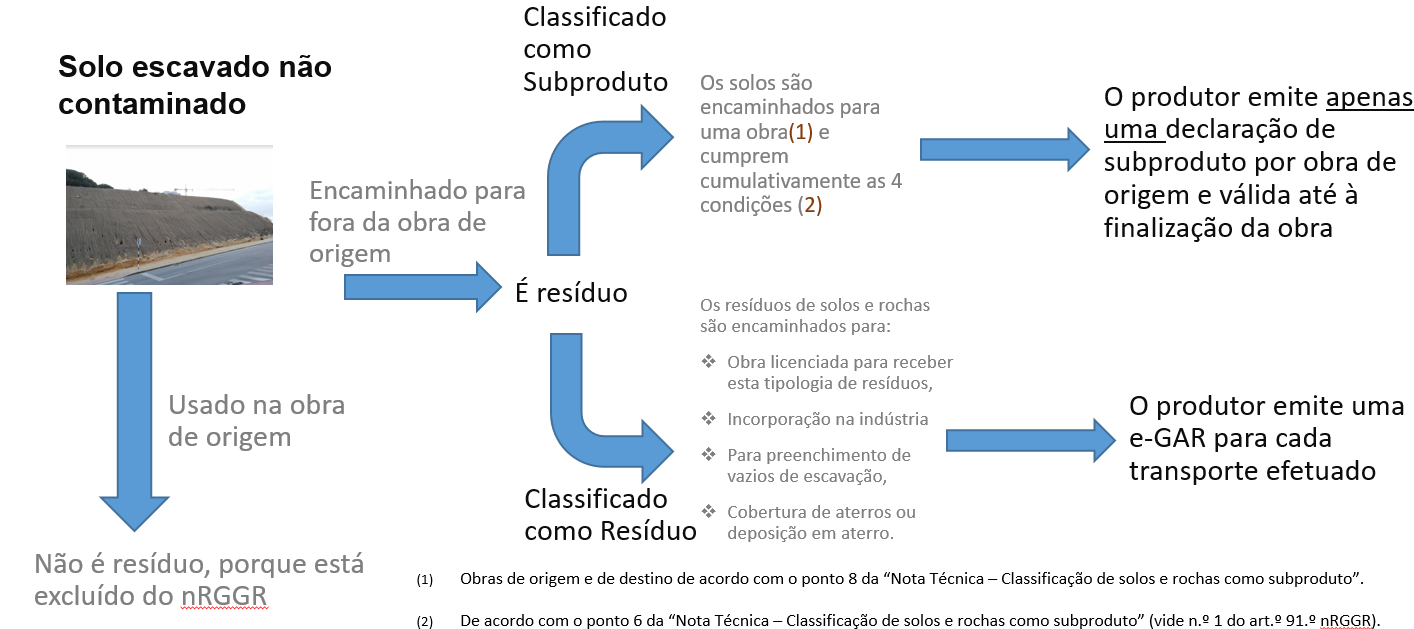 Solo escavado não
contaminado
Encaminhado para
fora da obra de
origem
Usado na obra
de origem
Não é resíduo, porque está
excluído do nRGGR
É resíduo
Classificado
como
Subproduto
Os solos são
encaminhados para
uma obra(1) e
cumprem
cumulativamente as 4
condições (2)
O produtor emite apenas
uma declaração de
subproduto por obra de
origem e válida até à
finalização da obra
Classificado
como Resíduo
Os resíduos de solos e rochas
são encaminhados para:
❖ Obra licenciada para receber
esta tipologia de resíduos,
❖ Incorporação na indústria
❖ Para preenchimento de
vazios de escavação,
❖ Cobertura de aterros ou
deposição em aterro.
O produtor emite uma
e-GAR para cada
transporte efetuado
(1) Obras de origem e de destino de acordo com o ponto 8 da “Nota Técnica – Classificação de solos e rochas como subproduto”.
(2) De acordo com o ponto 6 da “Nota Técnica – Classificação de solos e rochas como subproduto” (vide n.º 1 do art.º 91.º nRGGR).